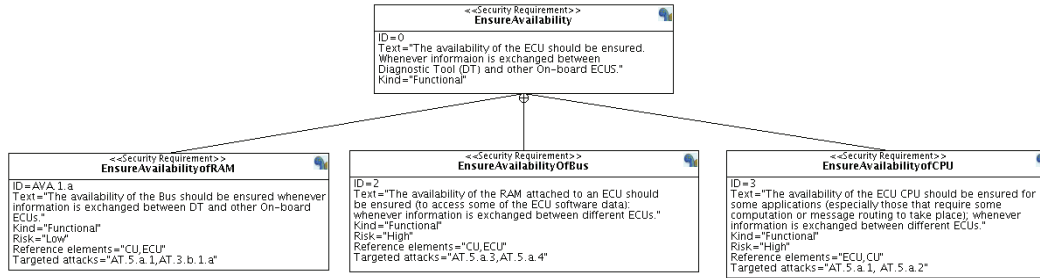 <<Security Requirement>>
EnsureAvailability
ID=0
Text="The availability of the ECU should be ensured.
Whenever informaion is exchanged between
Diagnostic Tool (DT) and other On-board ECUS."
Kind="Functional"
<<Security Requirement>>
EnsureAvailabilityofRAM
ID=AVA.1.a
Text="The availability of the Bus should be ensured whenever
information is exchanged between DT and other On-board
ECUs."
Kind="Functional"
Risk="Low"
Reference elements="CU,ECU"
Targeted attacks="AT.5.a.1,AT.3.b.1.a"
<<Security Requirement>>
EnsureAvailabilityOfBus
ID=2
Text="The availability of the RAM attached to an ECU should
be ensured (to access some of the ECU software data):
whenever information is exchanged between different ECUs."
Kind="Functional"
Risk="High"
Reference elements="CU,ECU"
Targeted attacks="AT.5.a.3,AT.5.a.4"
<<Security Requirement>>
EnsureAvailabilityofCPU
ID=3
Text="The availability of the ECU CPU should be ensured for
some applications (especially those that require some
computation or message routing to take place); whenever
information is exchanged between different ECUs."
Kind="Functional"
Risk="High"
Reference elements="ECU,CU"
Targeted attacks="AT.5.a.1, AT.5.a.2"